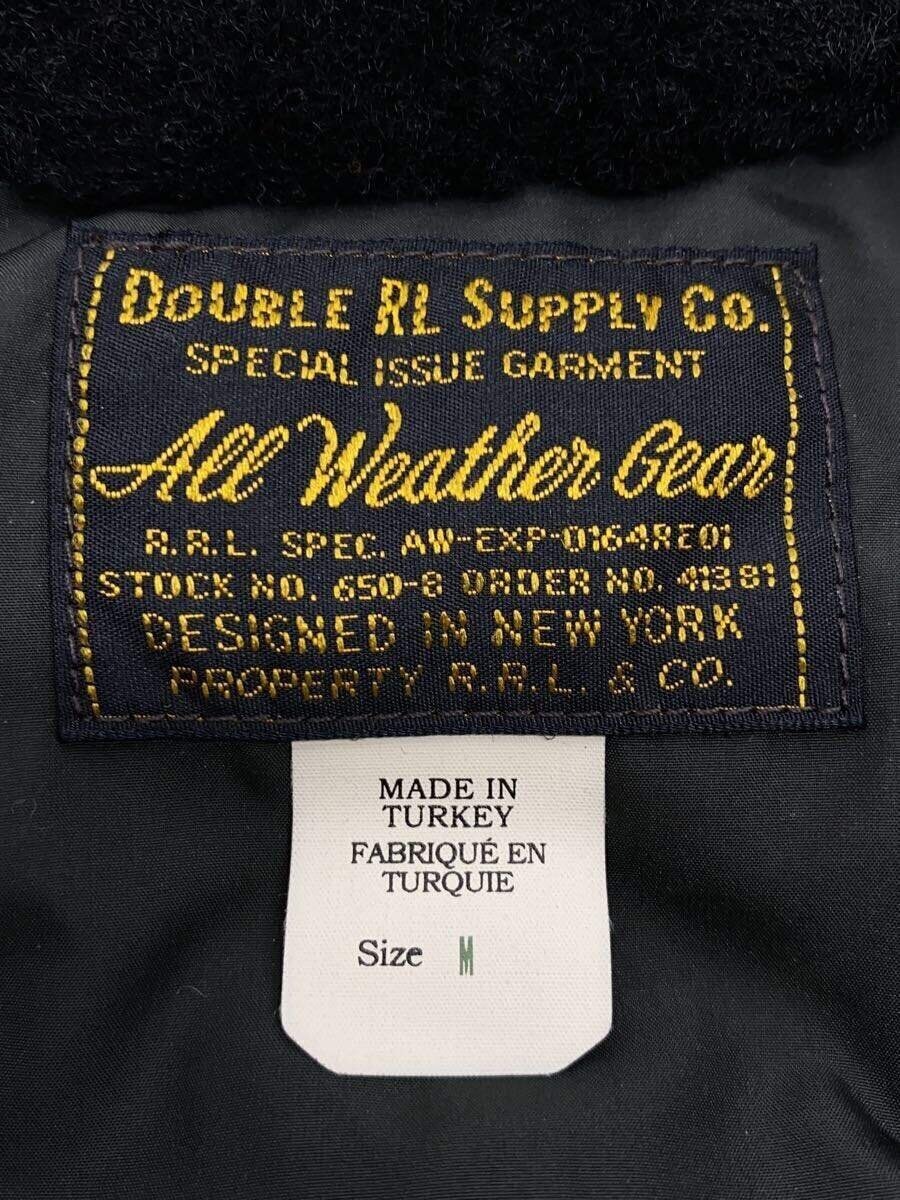 DOUBLE RL SUPPLY CO.
SPECIAL ISSUE GARMENT
All Weather Gear
R.R.L. SPEC. AW-EXP-0164RE01
STOCK NO. 650-8 ORDER NO. 41381
DESIGNED IN NEW YORK
PROPERTY R.R.L. & CO.
MADE IN
TURKEY
FABRIQUÉ EN
TURQUIE
Size M